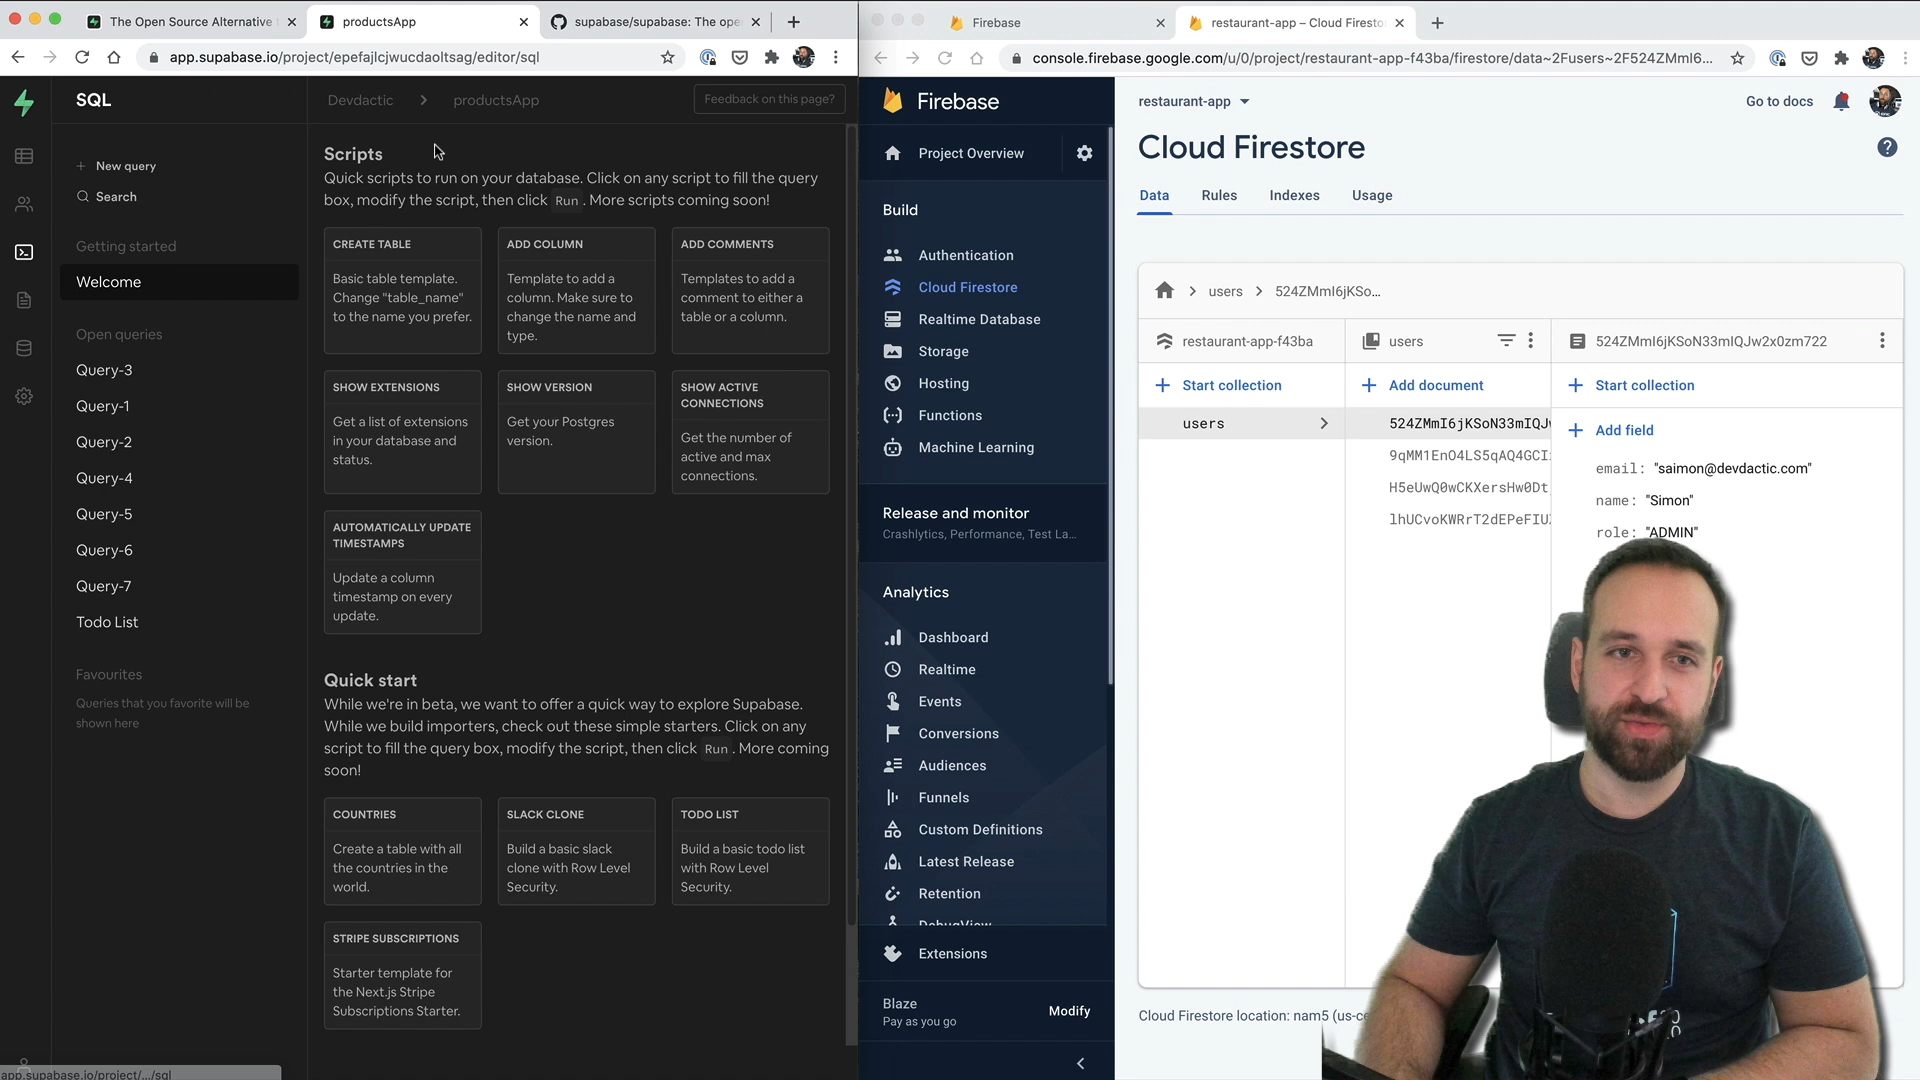 The Open Source Alternative
productsApp
supabase/supabase: The ope
app.supabase.io/project/epefajlcjwucdaoltsag/editor/sql
SQL
Devdactic
productsApp
Feedback on this page?
New query
Search
Getting started
Welcome
Open queries
Query-3
Query-1
Query-2
Query-4
Query-5
Query-6
Query-7
Todo List
Favourites
Queries that you favorite will be
shown here
app.supabase.io/project/.../sql
Scripts
Quick scripts to run on your database. Click on any script to fill the query
box, modify the script, then click Run . More scripts coming soon!
CREATE TABLE
Basic table template.
Change "table_name"
to the name you prefer.
ADD COLUMN
Template to add a
column. Make sure to
change the name and
type.
ADD COMMENTS
Templates to add a
comment to either a
table or a column.
SHOW EXTENSIONS
Get a list of extensions
in your database and
status.
SHOW VERSION
Get your Postgres
version.
SHOW ACTIVE
CONNECTIONS
Get the number of
active and max
connections.
AUTOMATICALLY UPDATE
TIMESTAMPS
Update a column
timestamp on every
update.
Quick start
While we're in beta, we want to offer a quick way to explore Supabase.
While we build importers, check out these simple starters. Click on any
script to fill the query box, modify the script, then click Run . More coming
soon!
COUNTRIES
Create a table with all
the countries in the
world.
SLACK CLONE
Build a basic slack
clone with Row Level
Security.
TODO LIST
Build a basic todo list
with Row Level
Security.
STRIPE SUBSCRIPTIONS
Starter template for
the Next.js Stripe
Subscriptions Starter.
Firebase
restaurant-app – Cloud Firesto
console.firebase.google.com/u/0/project/restaurant-app-f43ba/firestore/data~2Fusers~2F524ZMmI6...
Firebase
Project Overview
Build
Authentication
Cloud Firestore
Realtime Database
Storage
Hosting
Functions
Machine Learning
Release and monitor
Crashlytics, Performance, Test La...
Analytics
Dashboard
Realtime
Events
Conversions
Audiences
Funnels
Custom Definitions
Latest Release
Retention
DebugView
Extensions
Blaze
Pay as you go
Modify
restaurant-app
Go to docs
Cloud Firestore
Data
Rules
Indexes
Usage
users
524ZMmI6jKSo...
restaurant-app-f43ba
users
524ZMmI6jKSoN33mIQJw2x0zm722
Start collection
Add document
Start collection
users
524ZMmI6jKSoN33mIQJ
9qMM1EnO4LS5qAQ4GCI
H5eUwQ0wCKXersHw0Dt
lhUCvoKWRrT2dEPeFIU
Add field
email: "saimon@devdactic.com"
name: "Simon"
role: "ADMIN"
Cloud Firestore location: nam5 (us-ce